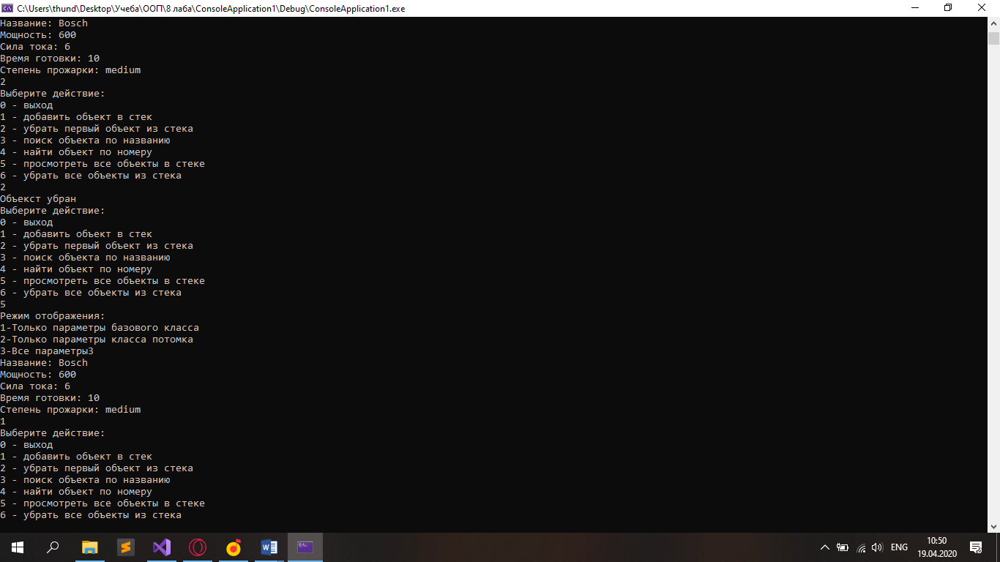 C:\Users\thund\Desktop\Учеба\ООП\8 лаба\ConsoleApplication1\Debug\ConsoleApplication1.exe
Название: Bosch
Мощность: 600
Сила тока: 6
Время готовки: 10
Степень прожарки: medium
2
Выберите действие:
0 - выход
1 - добавить объект в стек
2 - убрать первый объект из стека
3 - поиск объекта по названию
4 - найти объект по номеру
5 - просмотреть все объекты в стеке
6 - убрать все объекты из стека
2
Объекст убран
Выберите действие:
0 - выход
1 - добавить объект в стек
2 - убрать первый объект из стека
3 - поиск объекта по названию
4 - найти объект по номеру
5 - просмотреть все объекты в стеке
6 - убрать все объекты из стека
5
Режим отображения:
1-Только параметры базового класса
2-Только параметры класса потомка
3-Все параметры3
Название: Bosch
Мощность: 600
Сила тока: 6
Время готовки: 10
Степень прожарки: medium
1
Выберите действие:
0 - выход
1 - добавить объект в стек
2 - убрать первый объект из стека
3 - поиск объекта по названию
4 - найти объект по номеру
5 - просмотреть все объекты в стеке
6 - убрать все объекты из стека
ENG
10:50
19.04.2020